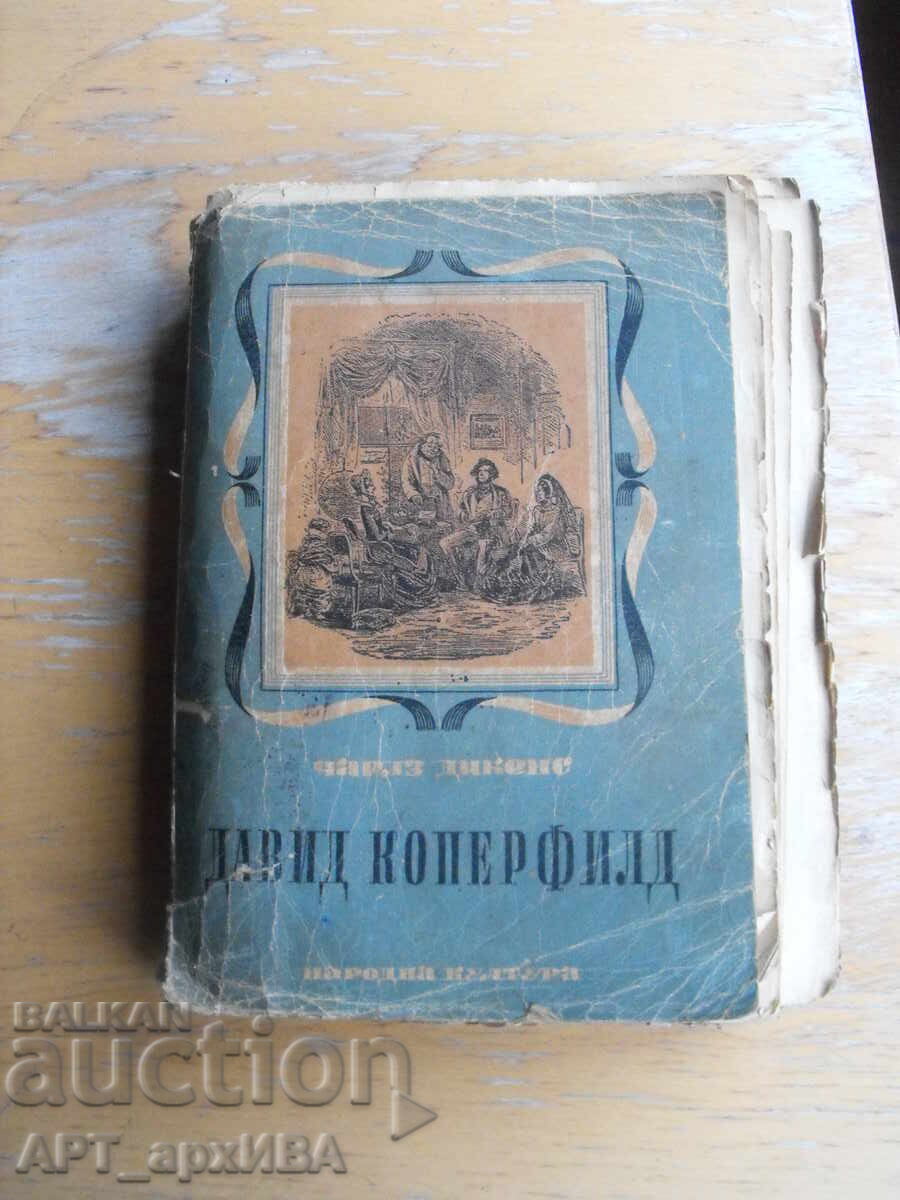 Чарлз Дикенс
ДАВИД КОПЕРФИЛД
Народна култура
BALKAN
auction
АРТ_архИВА